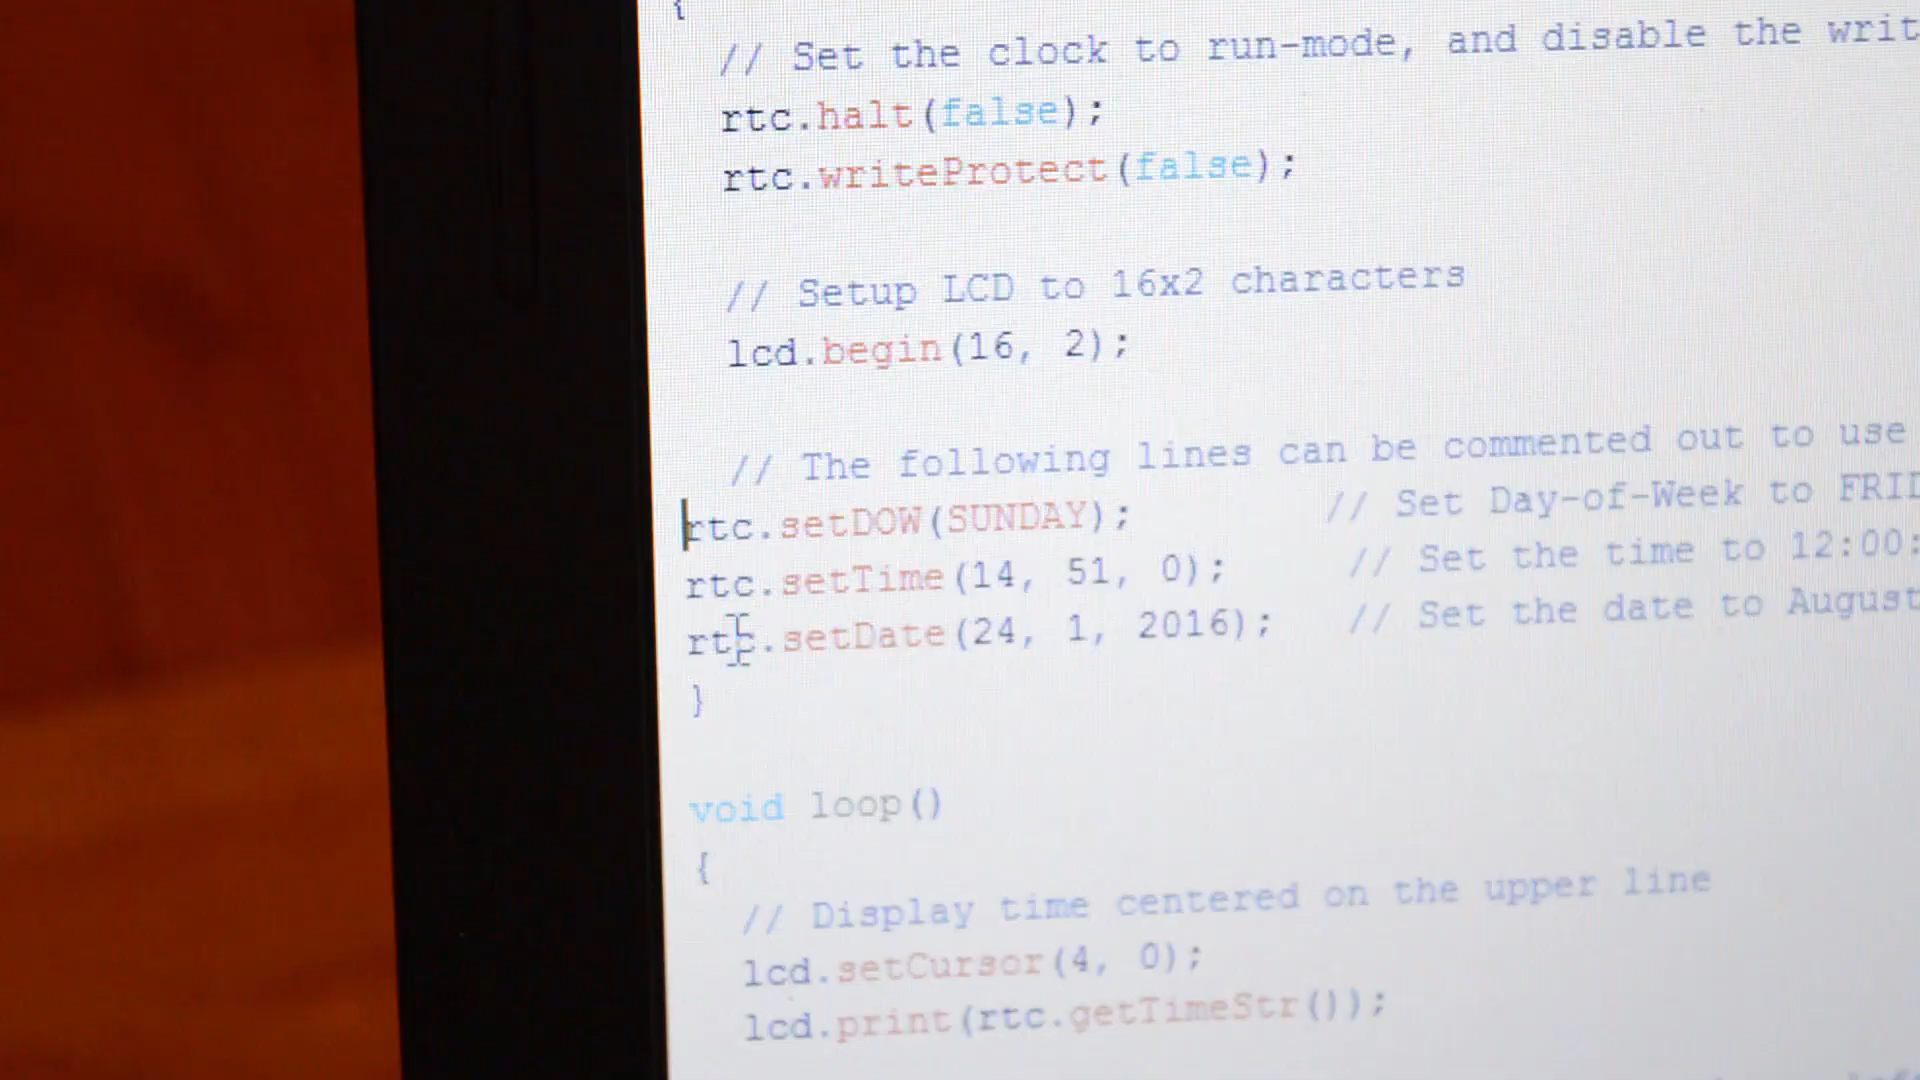 {
// Set the clock to run-mode, and disable the writ
rtc.halt(false);
rtc.writeProtect(false);
// Setup LCD to 16x2 characters
lcd.begin(16, 2);
// The following lines can be commented out to use
rtc.setDOW(SUNDAY); // Set Day-of-Week to FRID
rtc.setTime(14, 51, 0); // Set the time to 12:00:
rtc.setDate(24, 1, 2016); // Set the date to August
}
void loop()
{
// Display time centered on the upper line
lcd.setCursor(4, 0);
lcd.print(rtc.getTimeStr());